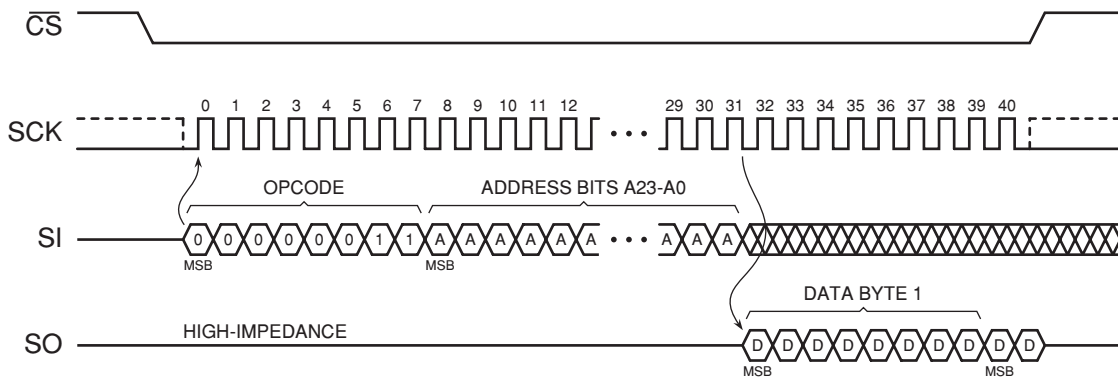 CS
0 1 2 3 4 5 6 7 8 9 10 11 12 29 30 31 32 33 34 35 36 37 38 39 40
SCK
OPCODE ADDRESS BITS A23-A0
SI 0 0 0 0 0 0 1 1 A A A A A A A A A
MSB MSB
DATA BYTE 1
HIGH-IMPEDANCE
SO D D D D D D D D D D
MSB MSB